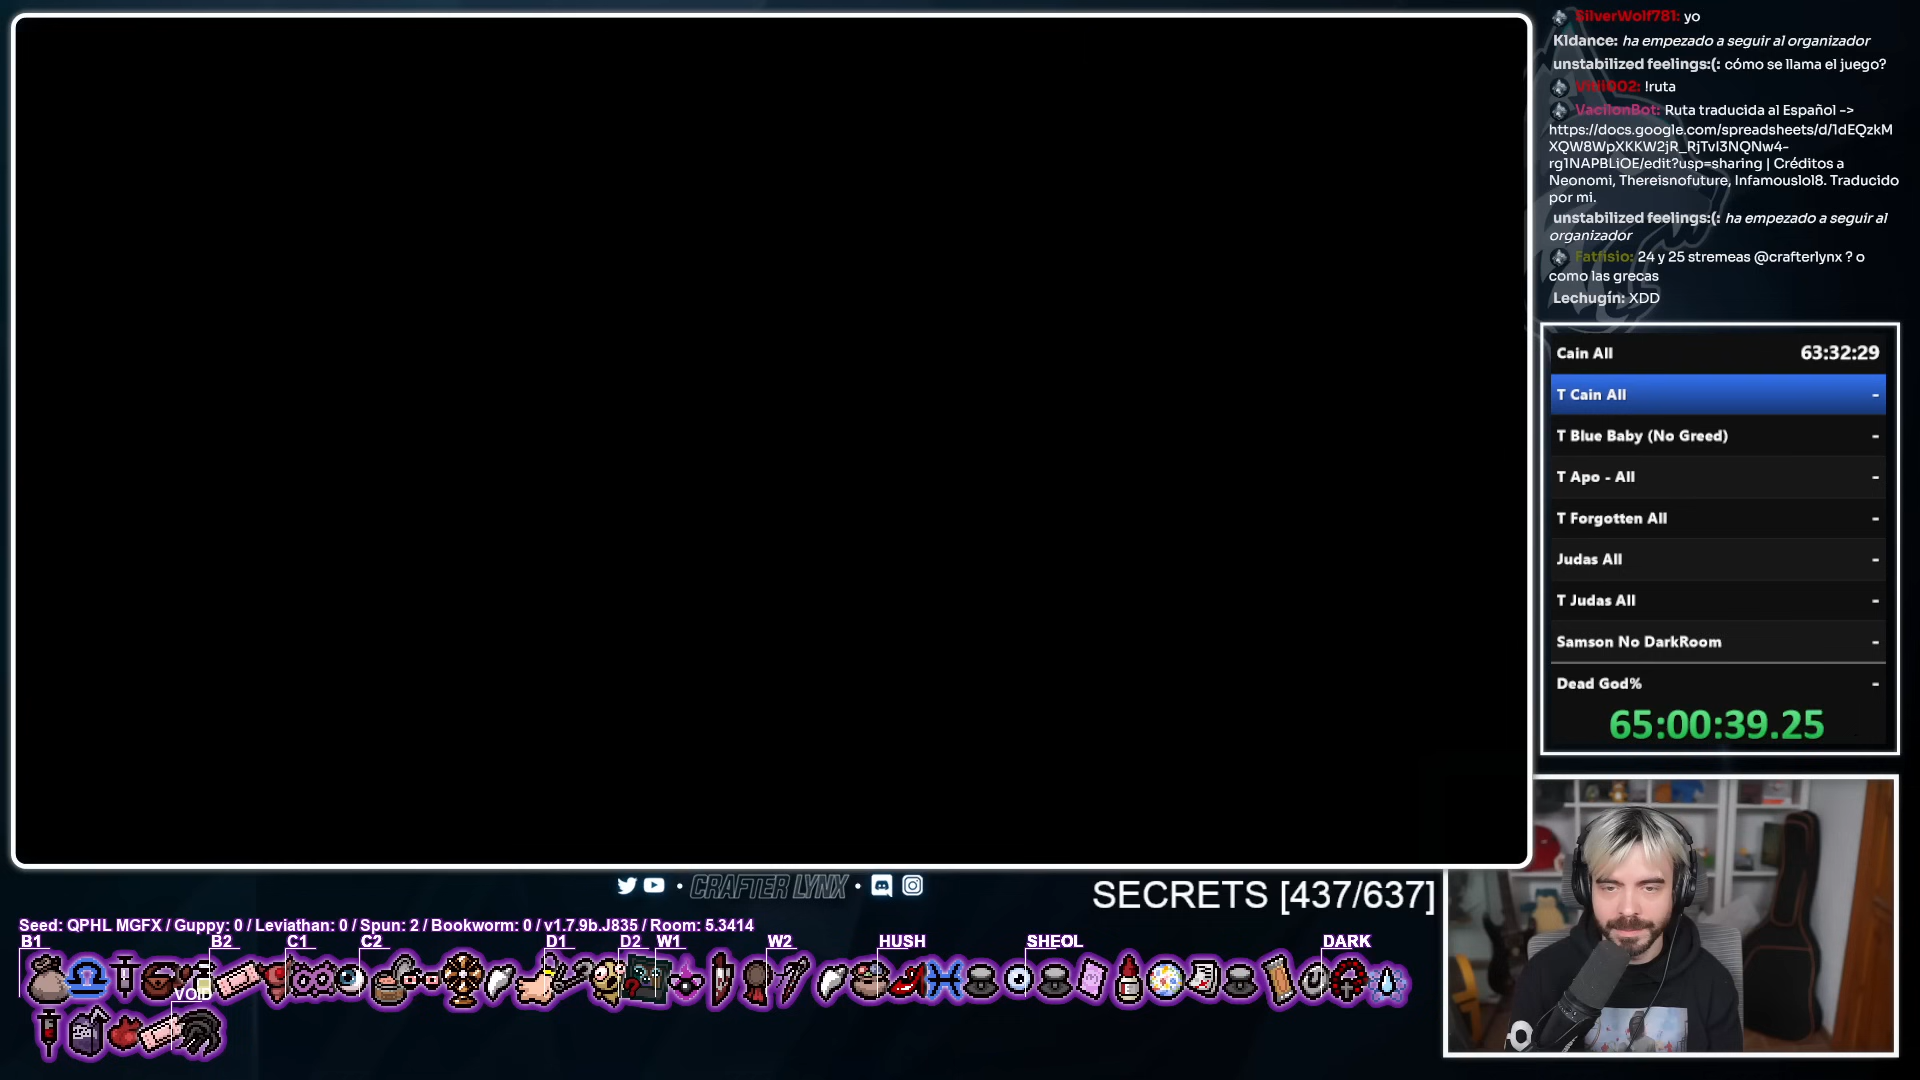 SilverWolf781: yo
Kldance: ha empezado a seguir al organizador
unstabilized feelings:(: cómo se llama el juego?
!ruta
VacilonBot: Ruta traducida al Español ->
https://docs.google.com/spreadsheets/d/1dEQzkM
XQW8WpXKKW2jR_RjTvI3NQNw4-
rg1NAPBLiOE/edit?usp=sharing | Créditos a
Neonomi, Thereisnofuture, Infamouslol8. Traducido
por mi.
unstabilized feelings:(: ha empezado a seguir al
organizador
Fatfisio: 24 y 25 stremeas @crafterlynx ? o
como las grecas
Lechugín: XDD
Cain All 63:32:29
T Cain All -
T Blue Baby (No Greed) -
T Apo - All -
T Forgotten All -
Judas All -
T Judas All -
Samson No DarkRoom -
Dead God% -
65:00:39.25
CRAFTER LYNX
SECRETS [437/637]
Seed: QPHL MGFX / Guppy: 0 / Leviathan: 0 / Spun: 2 / Bookworm: 0 / v1.7.9b.J835 / Room: 5.3414
B1 B2 C1 C2 D1 D2 W1 W2 HUSH SHEOL DARK
VOID